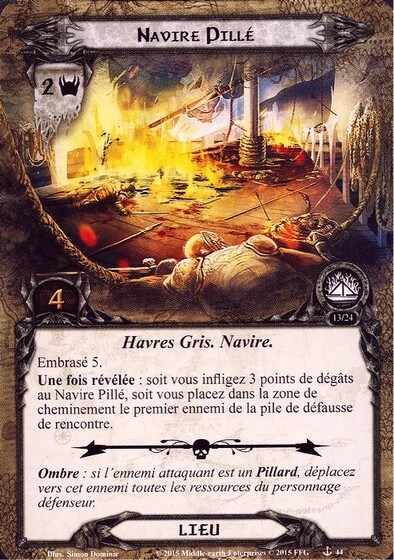 Navire Pillé
2
4
13/24
Havres Gris. Navire.
Embrasé 5.
Une fois révélée : soit vous infligez 3 points de dégâts
au Navire Pillé, soit vous placez dans la zone de
cheminement le premier ennemi de la pile de défausse
de rencontre.
Ombre : si l'ennemi attaquant est un Pillard, déplacez
vers cet ennemi toutes les ressources du personnage
défenseur.
LIEU
Illus. Simon Dominic © 2015 Middle-earth Enterprises © 2015 FFG 44